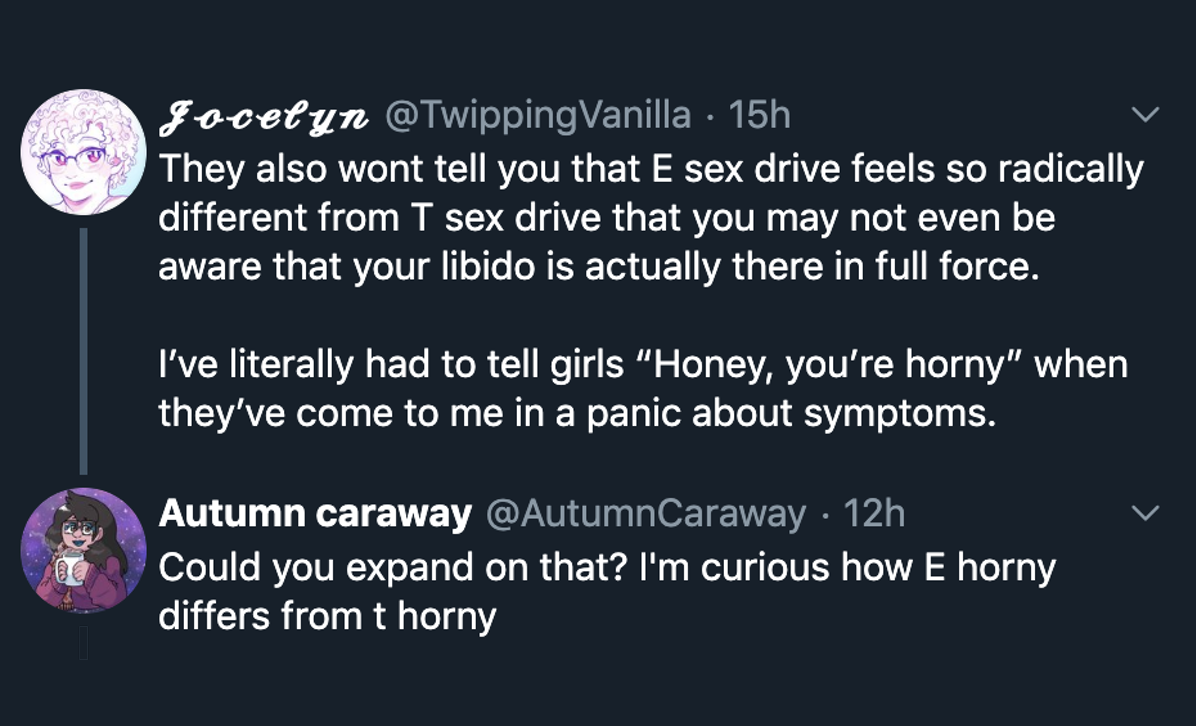 Jocelyn @TwippingVanilla · 15h
They also wont tell you that E sex drive feels so radically
different from T sex drive that you may not even be
aware that your libido is actually there in full force.
I’ve literally had to tell girls “Honey, you’re horny” when
they’ve come to me in a panic about symptoms.
Autumn caraway @AutumnCaraway · 12h
Could you expand on that? I'm curious how E horny
differs from t horny